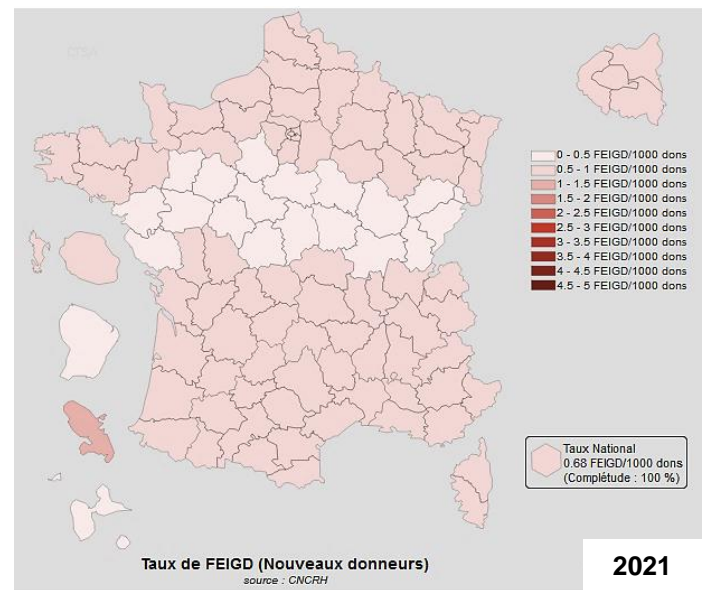 0 - 0.5 FEIGD/1000 dons
0.5 - 1 FEIGD/1000 dons
1 - 1.5 FEIGD/1000 dons
1.5 - 2 FEIGD/1000 dons
2 - 2.5 FEIGD/1000 dons
2.5 - 3 FEIGD/1000 dons
3 - 3.5 FEIGD/1000 dons
3.5 - 4 FEIGD/1000 dons
4 - 4.5 FEIGD/1000 dons
4.5 - 5 FEIGD/1000 dons
Taux National
0.68 FEIGD/1000 dons
(Complétude : 100 %)
Taux de FEIGD (Nouveaux donneurs)
source : CNCRH
2021